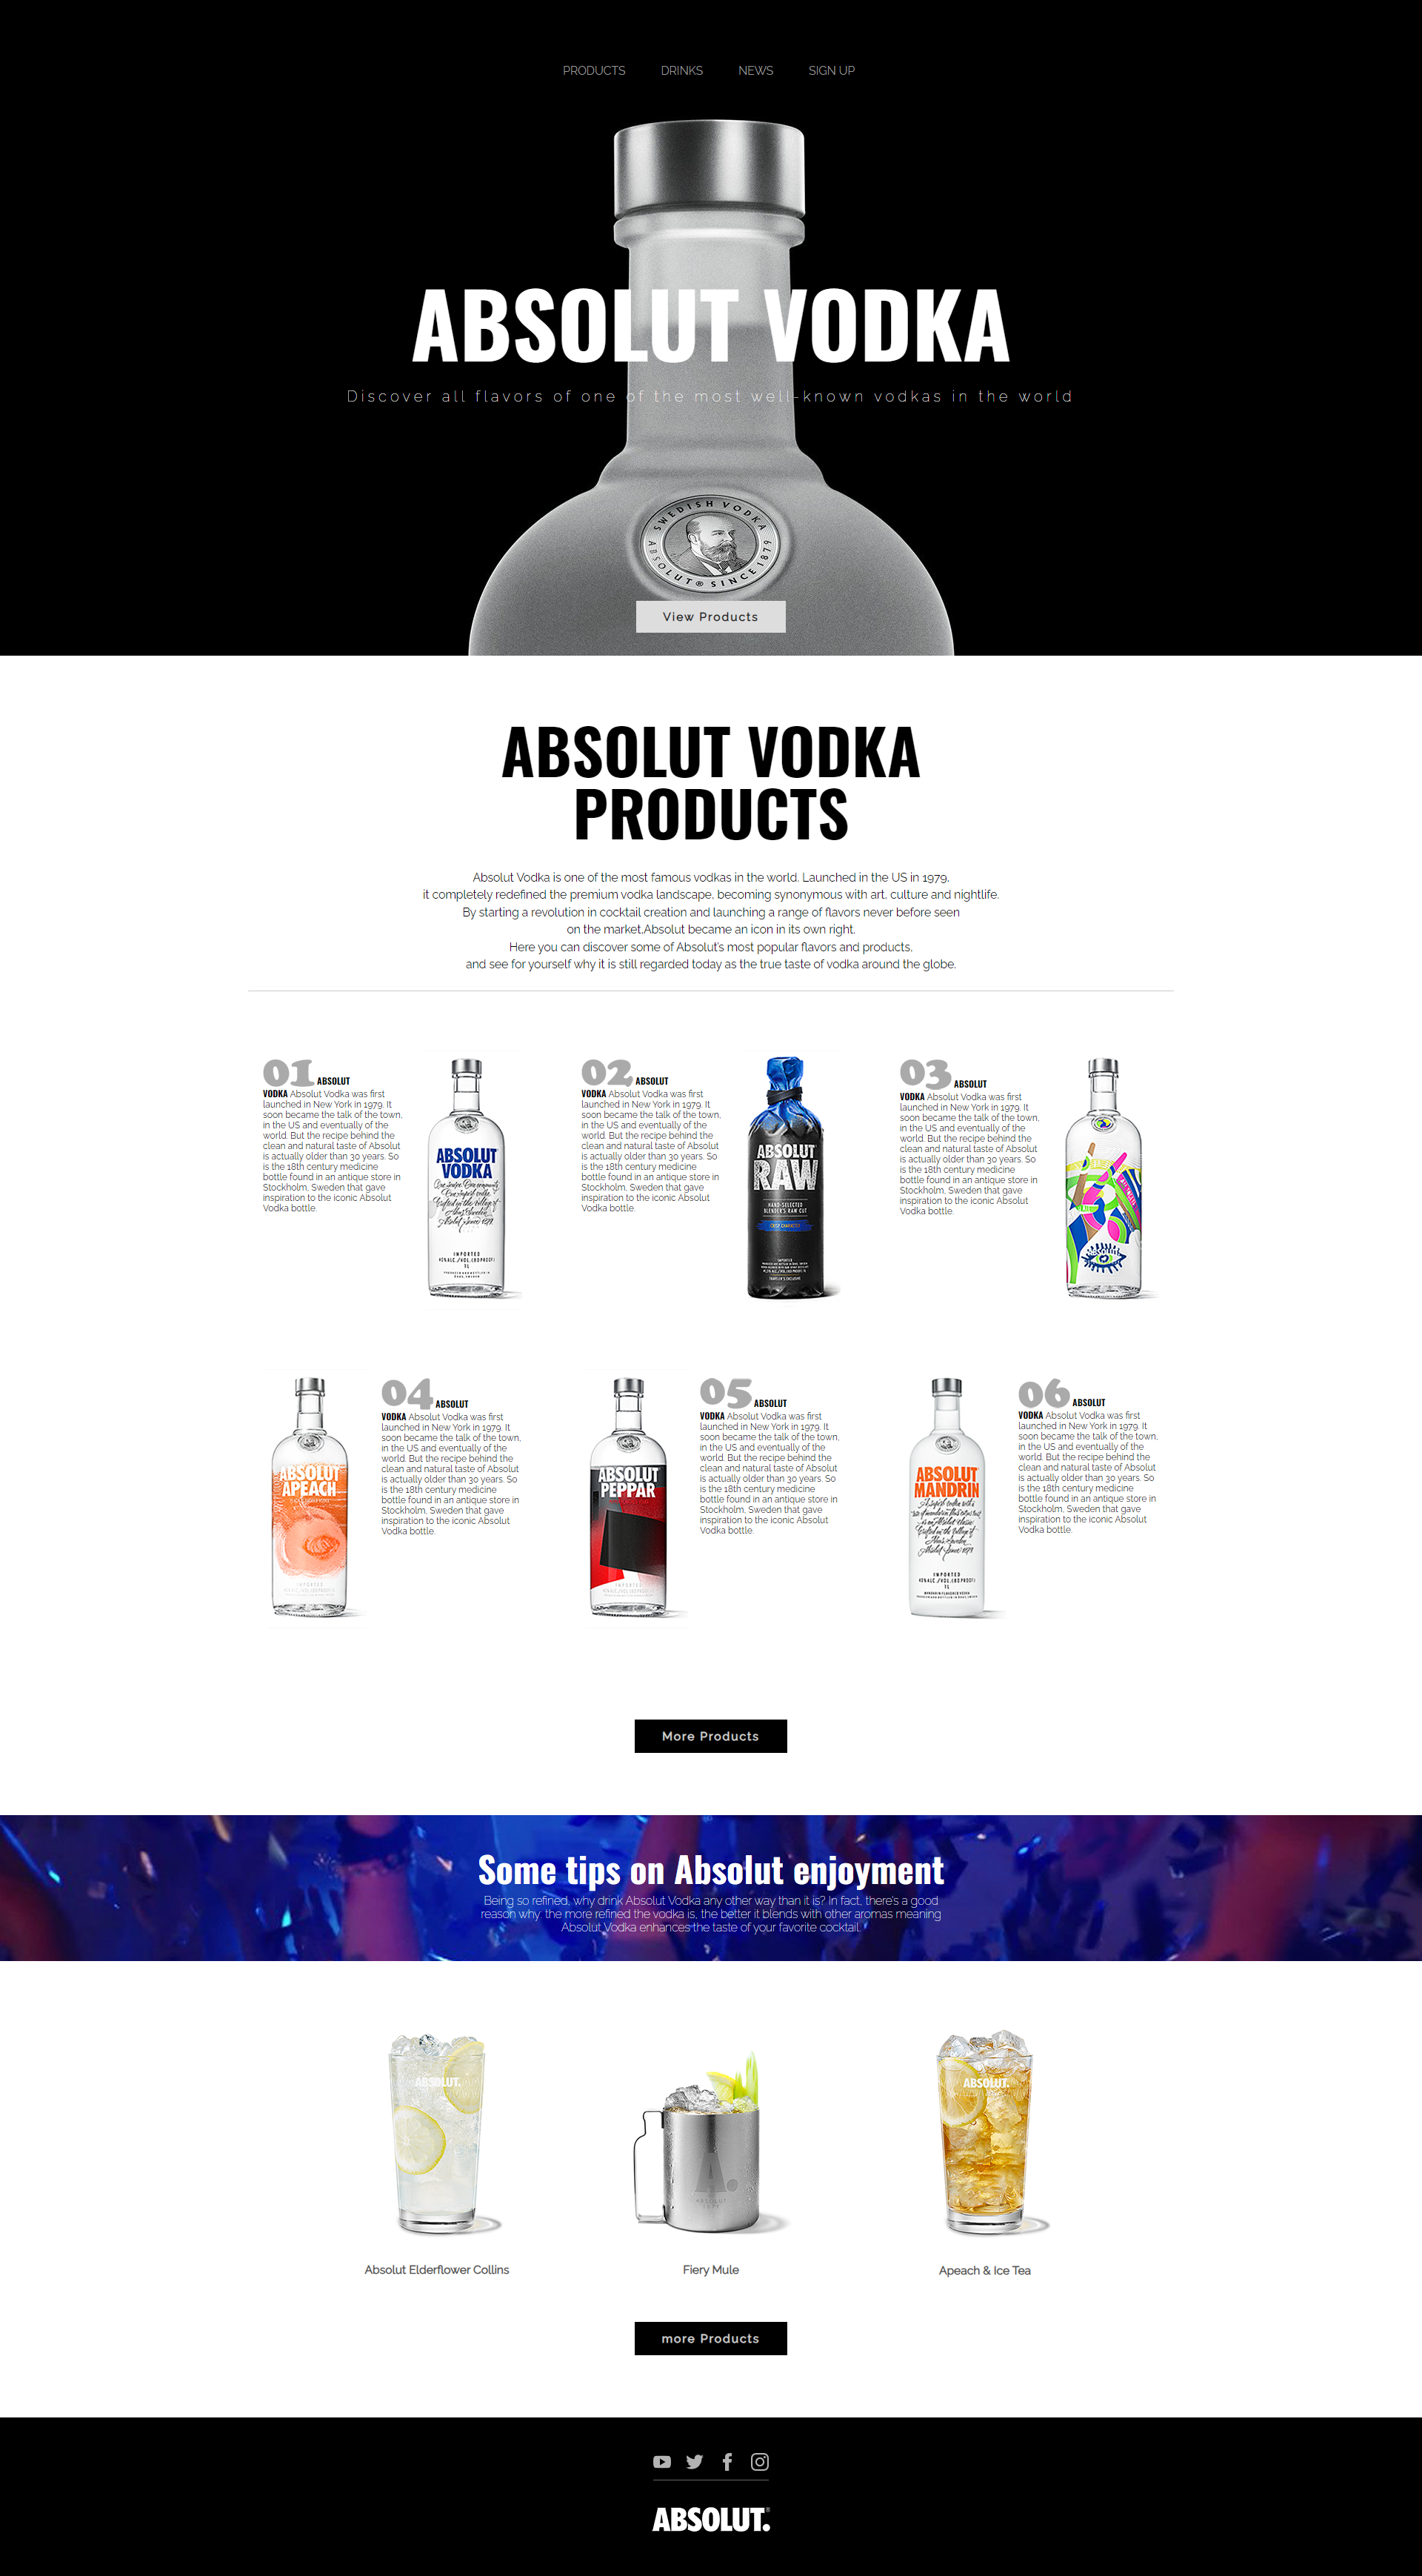 PRODUCTS DRINKS NEWS SIGN UP
ABSOLUT VODKA
Discover all flavors of one of the most well-known vodkas in the world
SWEDISH VODKA
ABSOLUT® SINCE 1879
View Products
ABSOLUT VODKA
PRODUCTS
Absolut Vodka is one of the most famous vodkas in the world. Launched in the US in 1979,
it completely redefined the premium vodka landscape, becoming synonymous with art, culture and nightlife.
By starting a revolution in cocktail creation and launching a range of flavors never before seen
on the market,Absolut became an icon in its own right.
Here you can discover some of Absolut's most popular flavors and products,
and see for yourself why it is still regarded today as the true taste of vodka around the globe.
01 ABSOLUT
VODKA Absolut Vodka was first
launched in New York in 1979. It
soon became the talk of the town,
in the US and eventually of the
world. But the recipe behind the
clean and natural taste of Absolut
is actually older than 30 years. So
is the 18th century medicine
bottle found in an antique store in
Stockholm, Sweden that gave
inspiration to the iconic Absolut
Vodka bottle.
ABSOLUT
VODKA
IMPORTED
40% ALC./VOL. (80 PROOF)
1L
02 ABSOLUT
VODKA Absolut Vodka was first
launched in New York in 1979. It
soon became the talk of the town,
in the US and eventually of the
world. But the recipe behind the
clean and natural taste of Absolut
is actually older than 30 years. So
is the 18th century medicine
bottle found in an antique store in
Stockholm, Sweden that gave
inspiration to the iconic Absolut
Vodka bottle.
ABSOLUT
RAW
HAND-SELECTED
BLENDER'S RAW CUT
CRISP CHARACTER
03 ABSOLUT
VODKA Absolut Vodka was first
launched in New York in 1979. It
soon became the talk of the town,
in the US and eventually of the
world. But the recipe behind the
clean and natural taste of Absolut
is actually older than 30 years. So
is the 18th century medicine
bottle found in an antique store in
Stockholm, Sweden that gave
inspiration to the iconic Absolut
Vodka bottle.
ABSOLUT
APEACH
IMPORTED
04 ABSOLUT
VODKA Absolut Vodka was first
launched in New York in 1979. It
soon became the talk of the town,
in the US and eventually of the
world. But the recipe behind the
clean and natural taste of Absolut
is actually older than 30 years. So
is the 18th century medicine
bottle found in an antique store in
Stockholm, Sweden that gave
inspiration to the iconic Absolut
Vodka bottle.
ABSOLUT
PEPPAR
IMPORTED
05 ABSOLUT
VODKA Absolut Vodka was first
launched in New York in 1979. It
soon became the talk of the town,
in the US and eventually of the
world. But the recipe behind the
clean and natural taste of Absolut
is actually older than 30 years. So
is the 18th century medicine
bottle found in an antique store in
Stockholm, Sweden that gave
inspiration to the iconic Absolut
Vodka bottle.
ABSOLUT
MANDRIN
IMPORTED
40% ALC./VOL. (80 PROOF)
1L
06 ABSOLUT
VODKA Absolut Vodka was first
launched in New York in 1979. It
soon became the talk of the town,
in the US and eventually of the
world. But the recipe behind the
clean and natural taste of Absolut
is actually older than 30 years. So
is the 18th century medicine
bottle found in an antique store in
Stockholm, Sweden that gave
inspiration to the iconic Absolut
Vodka bottle.
More Products
Some tips on Absolut enjoyment
Being so refined, why drink Absolut Vodka any other way than it is? In fact, there's a good
reason why: the more refined the vodka is, the better it blends with other aromas meaning
Absolut Vodka enhances the taste of your favorite cocktail.
ABSOLUT.
A.
ABSOLUT
ABSOLUT.
Absolut Elderflower Collins
Fiery Mule
Apeach & Ice Tea
more Products
ABSOLUT.